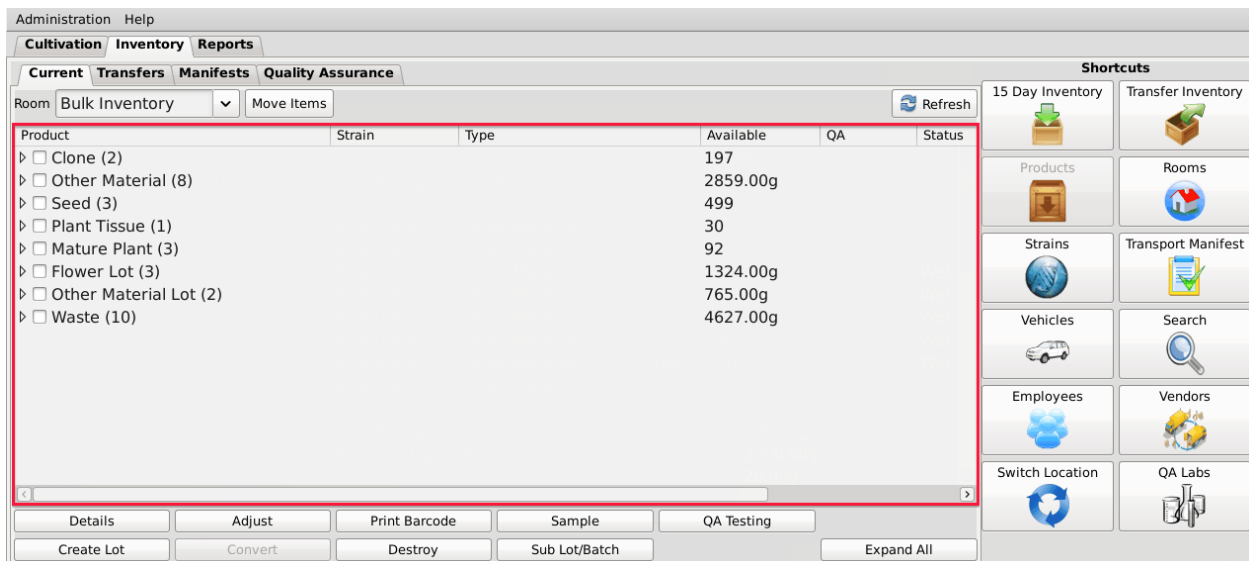 Administration Help
Cultivation Inventory Reports
Current Transfers Manifests Quality Assurance
Shortcuts
Room Bulk Inventory Move Items Refresh
15 Day Inventory Transfer Inventory
Product Strain Type Available QA Status
Clone (2) 197
Other Material (8) 2859.00g
Products Rooms
Seed (3) 499
Plant Tissue (1) 30
Mature Plant (3) 92
Strains Transport Manifest
Flower Lot (3) 1324.00g
Other Material Lot (2) 765.00g
Waste (10) 4627.00g
Vehicles Search
Employees Vendors
Switch Location QA Labs
Details Adjust Print Barcode Sample QA Testing
Create Lot Convert Destroy Sub Lot/Batch Expand All